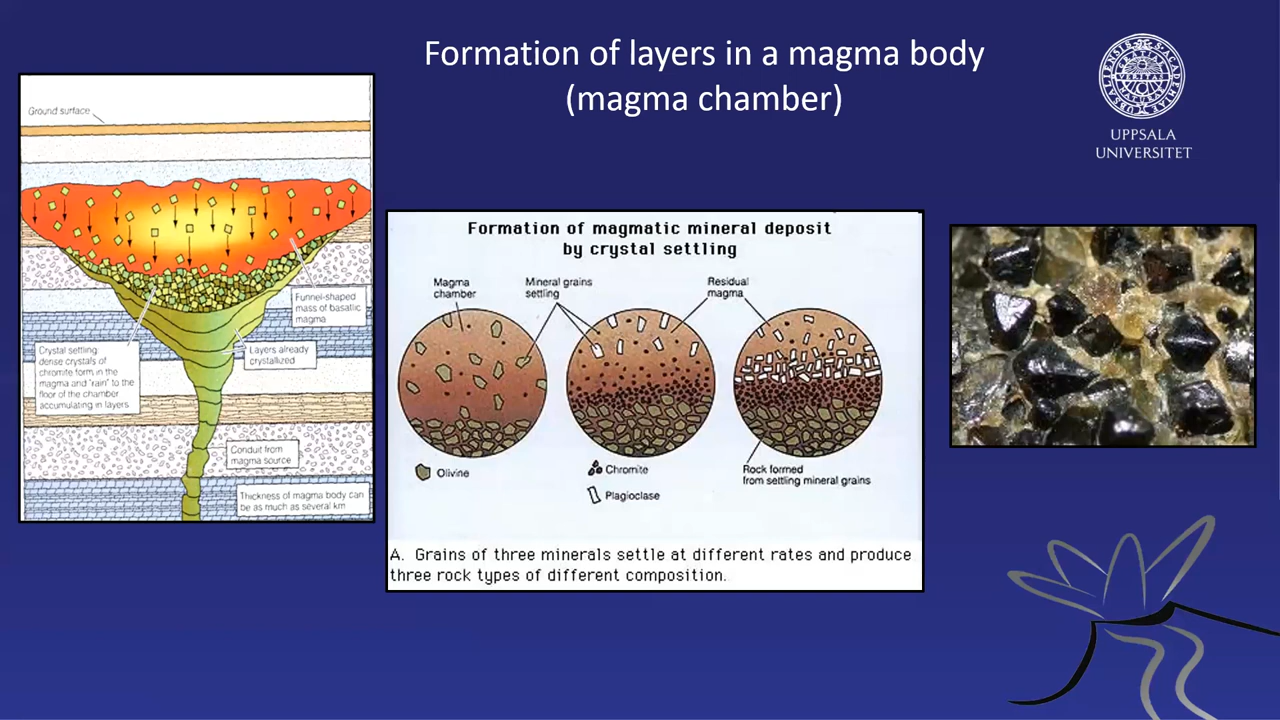 Formation of layers in a magma body
(magma chamber)
UPPSALA
UNIVERSITET
Ground surface
Funnel-shaped
mass of basaltic
magma
Crystal settling:
dense crystals of
chromite form in the
magma and "rain" to the
floor of the chamber
accumulating in layers
Layers already
crystallized
Conduit from
magma source
Thickness of magma body can
be as much as several km
Formation of magmatic mineral deposit
by crystal settling
Magma
chamber
Mineral grains
settling
Residual
magma
Olivine
Chromite
Plagioclase
Rock formed
from settling mineral grains
A. Grains of three minerals settle at different rates and produce
three rock types of different composition.